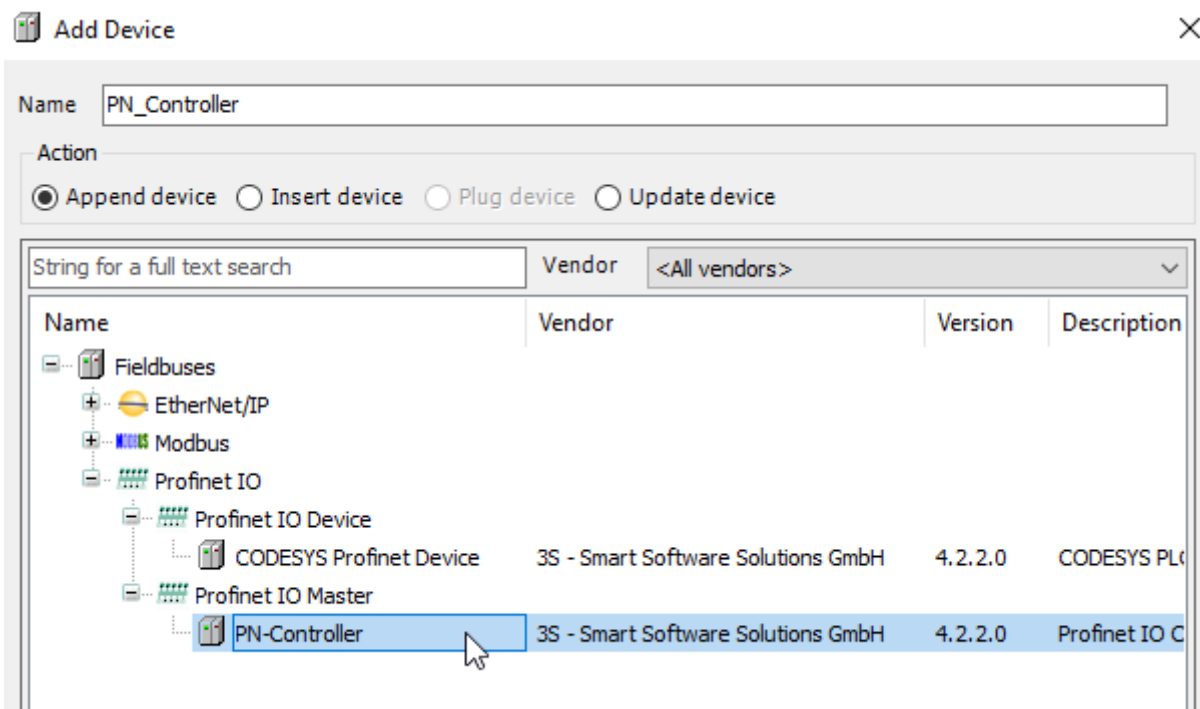 Add Device
Name PN_Controller
Action
Append device Insert device Plug device Update device
String for a full text search Vendor <All vendors>
Name Vendor Version Description
Fieldbuses
EtherNet/IP
MODBUS Modbus
Profinet IO
Profinet IO Device
CODESYS Profinet Device 3S - Smart Software Solutions GmbH 4.2.2.0 CODESYS
Profinet IO Master
PN-Controller 3S - Smart Software Solutions GmbH 4.2.2.0 Profinet IO